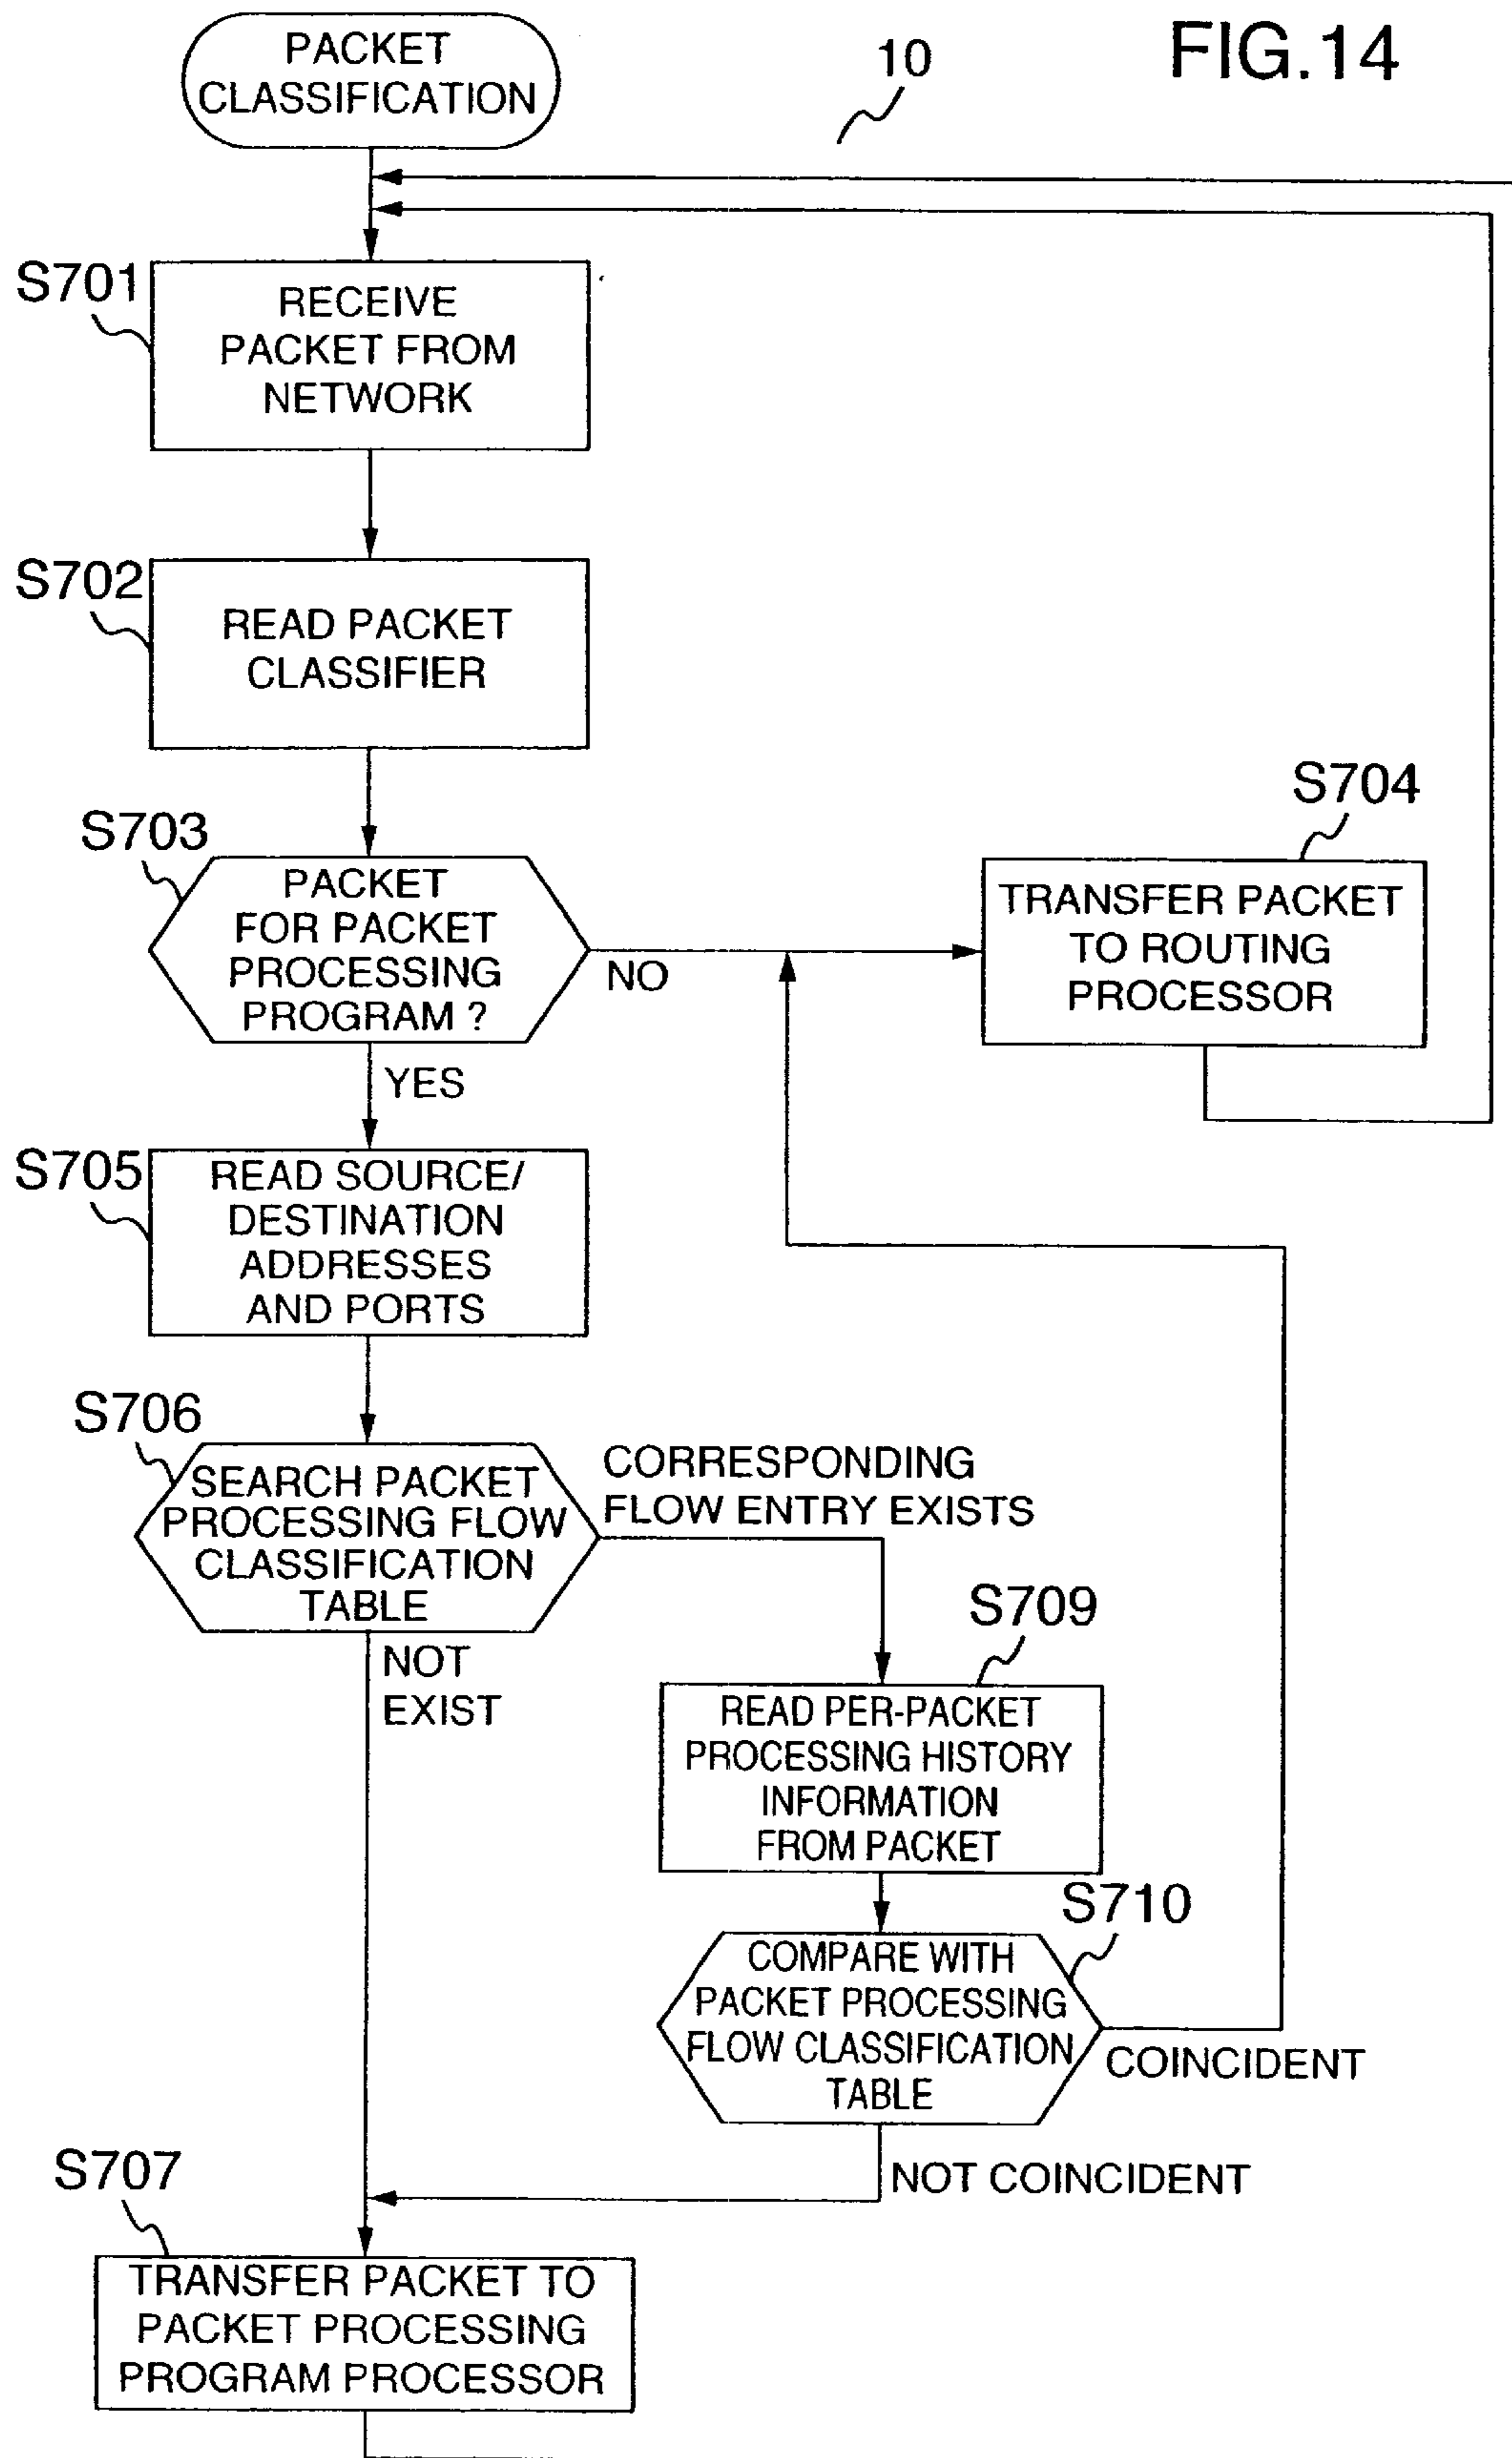 FIG.14
10
PACKET
CLASSIFICATION
S701
RECEIVE
PACKET FROM
NETWORK
S702
READ PACKET
CLASSIFIER
S703
PACKET
FOR PACKET
PROCESSING
PROGRAM ?
NO
YES
S704
TRANSFER PACKET
TO ROUTING
PROCESSOR
S705
READ SOURCE/
DESTINATION
ADDRESSES
AND PORTS
S706
SEARCH PACKET
PROCESSING FLOW
CLASSIFICATION
TABLE
CORRESPONDING
FLOW ENTRY EXISTS
NOT
EXIST
S709
READ PER-PACKET
PROCESSING HISTORY
INFORMATION
FROM PACKET
S710
COMPARE WITH
PACKET PROCESSING
FLOW CLASSIFICATION
TABLE
COINCIDENT
NOT COINCIDENT
S707
TRANSFER PACKET TO
PACKET PROCESSING
PROGRAM PROCESSOR